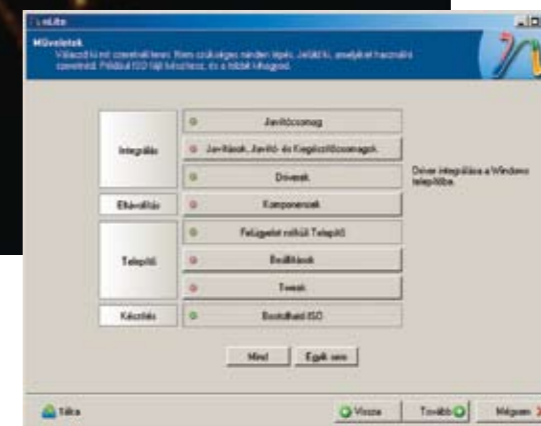 nLite
Műveletek
Válaszd ki mit szeretnél tenni. Nem szükséges minden lépés. Jelöld ki, amelyiket használni
szeretnéd. Például ISO fájl készítesz, és a többit kihagyod.
Integrálás
Javítócsomag
Javítások, Javító- és Kiegészítőcsomagok
Driverek
Driver integrálása a Windows
telepítőbe.
Eltávolítás
Komponensek
Telepítő
Felügyelet nélküli Telepítő
Beállítások
Tweak
Készítés
Bootolható ISO
Mind
Egyik sem
Tálca
Vissza
Tovább
Mégsem